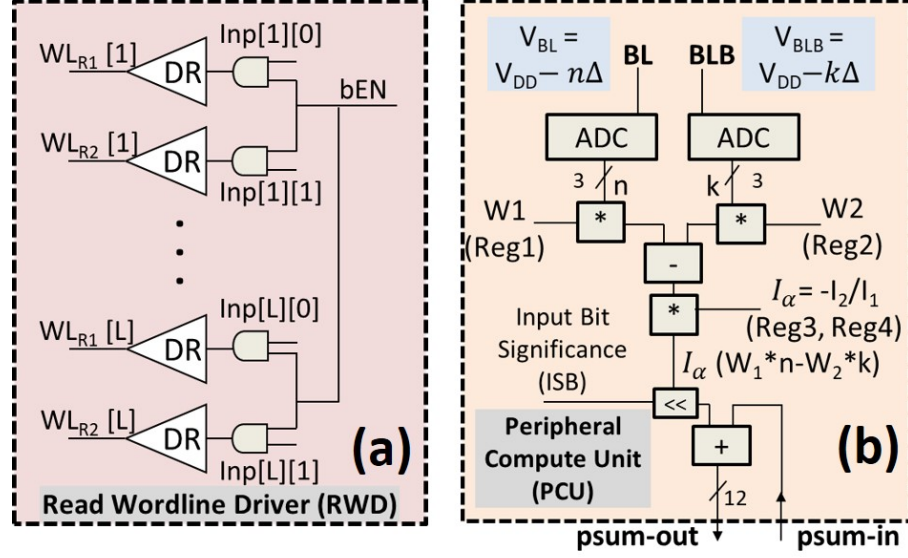 Inp[1][0]
WL_R1 [1]
DR
bEN
WL_R2 [1]
DR
Inp[1][1]
Inp[L][0]
WL_R1 [L]
DR
WL_R2 [L]
DR
Inp[L][1]
(a)
Read Wordline Driver (RWD)
V_BL =
V_DD− nΔ
BL
BLB
V_BLB =
V_DD−kΔ
ADC
ADC
3
n
k
3
W1
(Reg1)
*
*
W2
(Reg2)
-
*
I_α= -I_2/I_1
(Reg3, Reg4)
Input Bit
Significance
(ISB)
I_α (W_1*n-W_2*k)
<<
Peripheral
Compute Unit
(PCU)
+
(b)
12
psum-out
psum-in